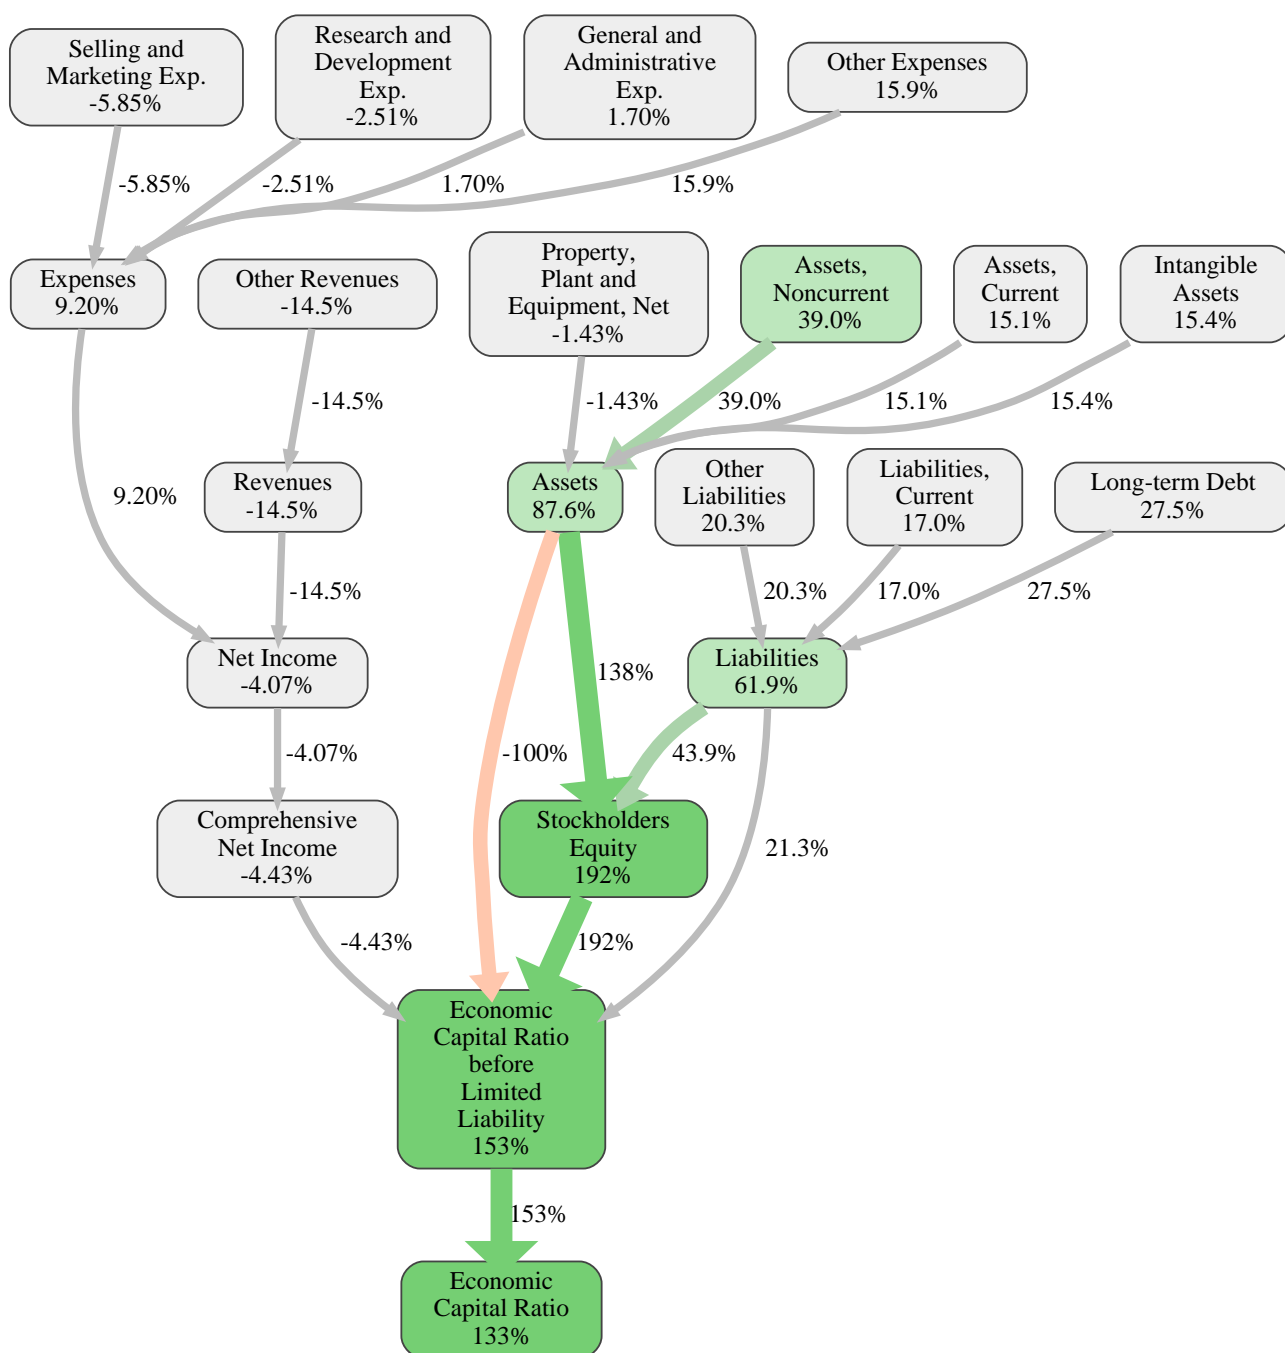 Selling and
Marketing Exp.
-5.85%
Research and
Development
Exp.
-2.51%
General and
Administrative
Exp.
1.70%
Other Expenses
15.9%
-5.85%
-2.51%
1.70%
15.9%
Expenses
9.20%
Other Revenues
-14.5%
Property,
Plant and
Equipment, Net
-1.43%
Assets,
Noncurrent
39.0%
Assets,
Current
15.1%
Intangible
Assets
15.4%
-14.5%
-1.43%
39.0%
15.1%
15.4%
9.20%
Revenues
-14.5%
Assets
87.6%
Other
Liabilities
20.3%
Liabilities,
Current
17.0%
Long-term Debt
27.5%
-14.5%
20.3%
17.0%
27.5%
Net Income
-4.07%
138%
Liabilities
61.9%
-4.07%
-100%
43.9%
Comprehensive
Net Income
-4.43%
Stockholders
Equity
192%
21.3%
-4.43%
192%
Economic
Capital Ratio
before
Limited
Liability
153%
153%
Economic
Capital Ratio
133%